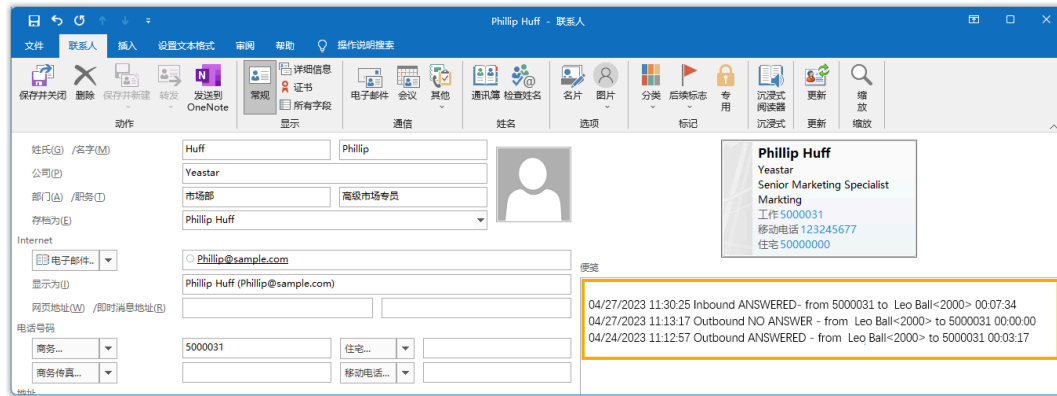 Phillip Huff - 联系人
文件 联系人 插入 设置文本格式 审阅 帮助 操作说明搜索
保存并关闭 删除 保存并新建 转发 发送到 OneNote
动作
常规 详细信息 证书 所有字段
显示
电子邮件 会议 其他
通信
通讯簿 检查姓名
姓名
名片 图片
选项
分类 后续标志 专用
标记
沉浸式阅读器
沉浸式
更新
更新
缩放
缩放
姓氏(G) /名字(M) Huff Phillip
公司(P) Yeastar
部门(A) /职务(T) 市场部 高级市场专员
存档为(E) Phillip Huff
Internet
电子邮件.. Phillip@sample.com
显示为(I) Phillip Huff (Phillip@sample.com)
网页地址(W) /即时消息地址(R)
电话号码
商务... 5000031 住宅...
商务传真... 移动电话...
地址
Phillip Huff
Yeastar
Senior Marketing Specialist
Markting
工作 5000031
移动电话 123245677
住宅 50000000
便笺
04/27/2023 11:30:25 Inbound ANSWERED- from 5000031 to Leo Ball<2000> 00:07:34
04/27/2023 11:13:17 Outbound NO ANSWER - from Leo Ball<2000> to 5000031 00:00:00
04/24/2023 11:12:57 Outbound ANSWERED - from Leo Ball<2000> to 5000031 00:03:17